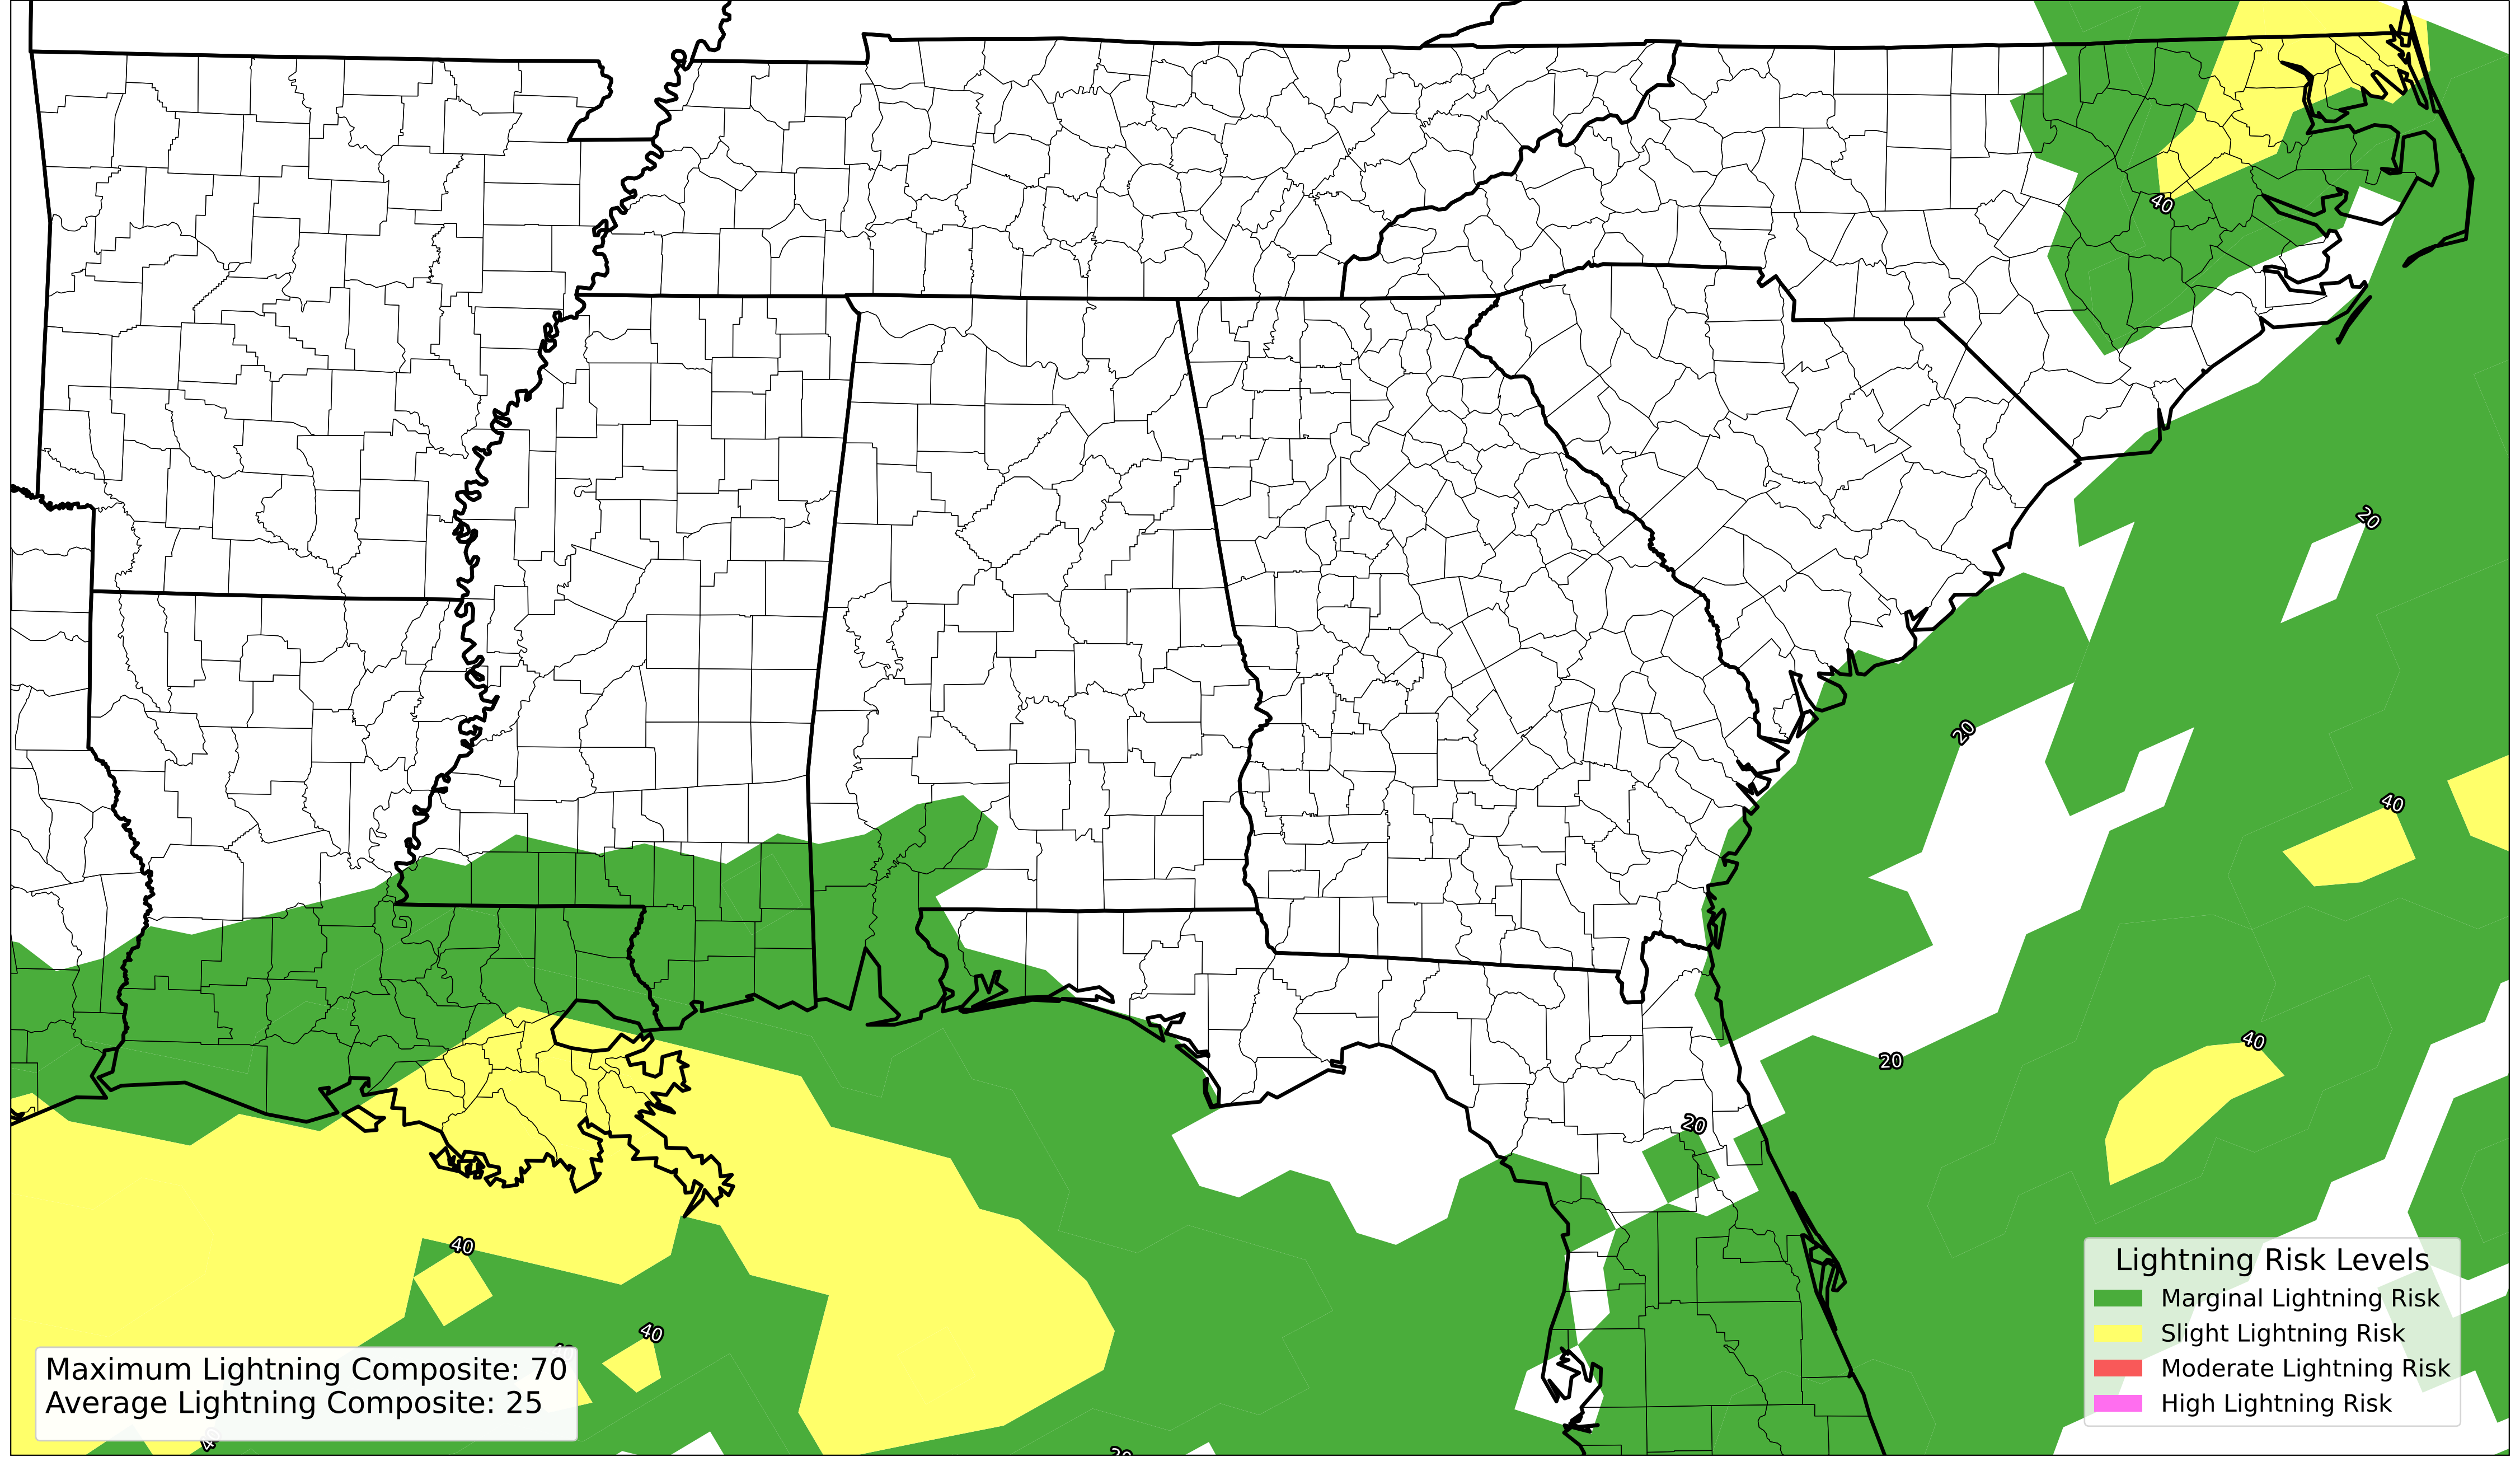 40
20
20
40
40
20
20
40
40
Maximum Lightning Composite: 70
Average Lightning Composite: 25
Lightning Risk Levels
Marginal Lightning Risk
Slight Lightning Risk
Moderate Lightning Risk
High Lightning Risk